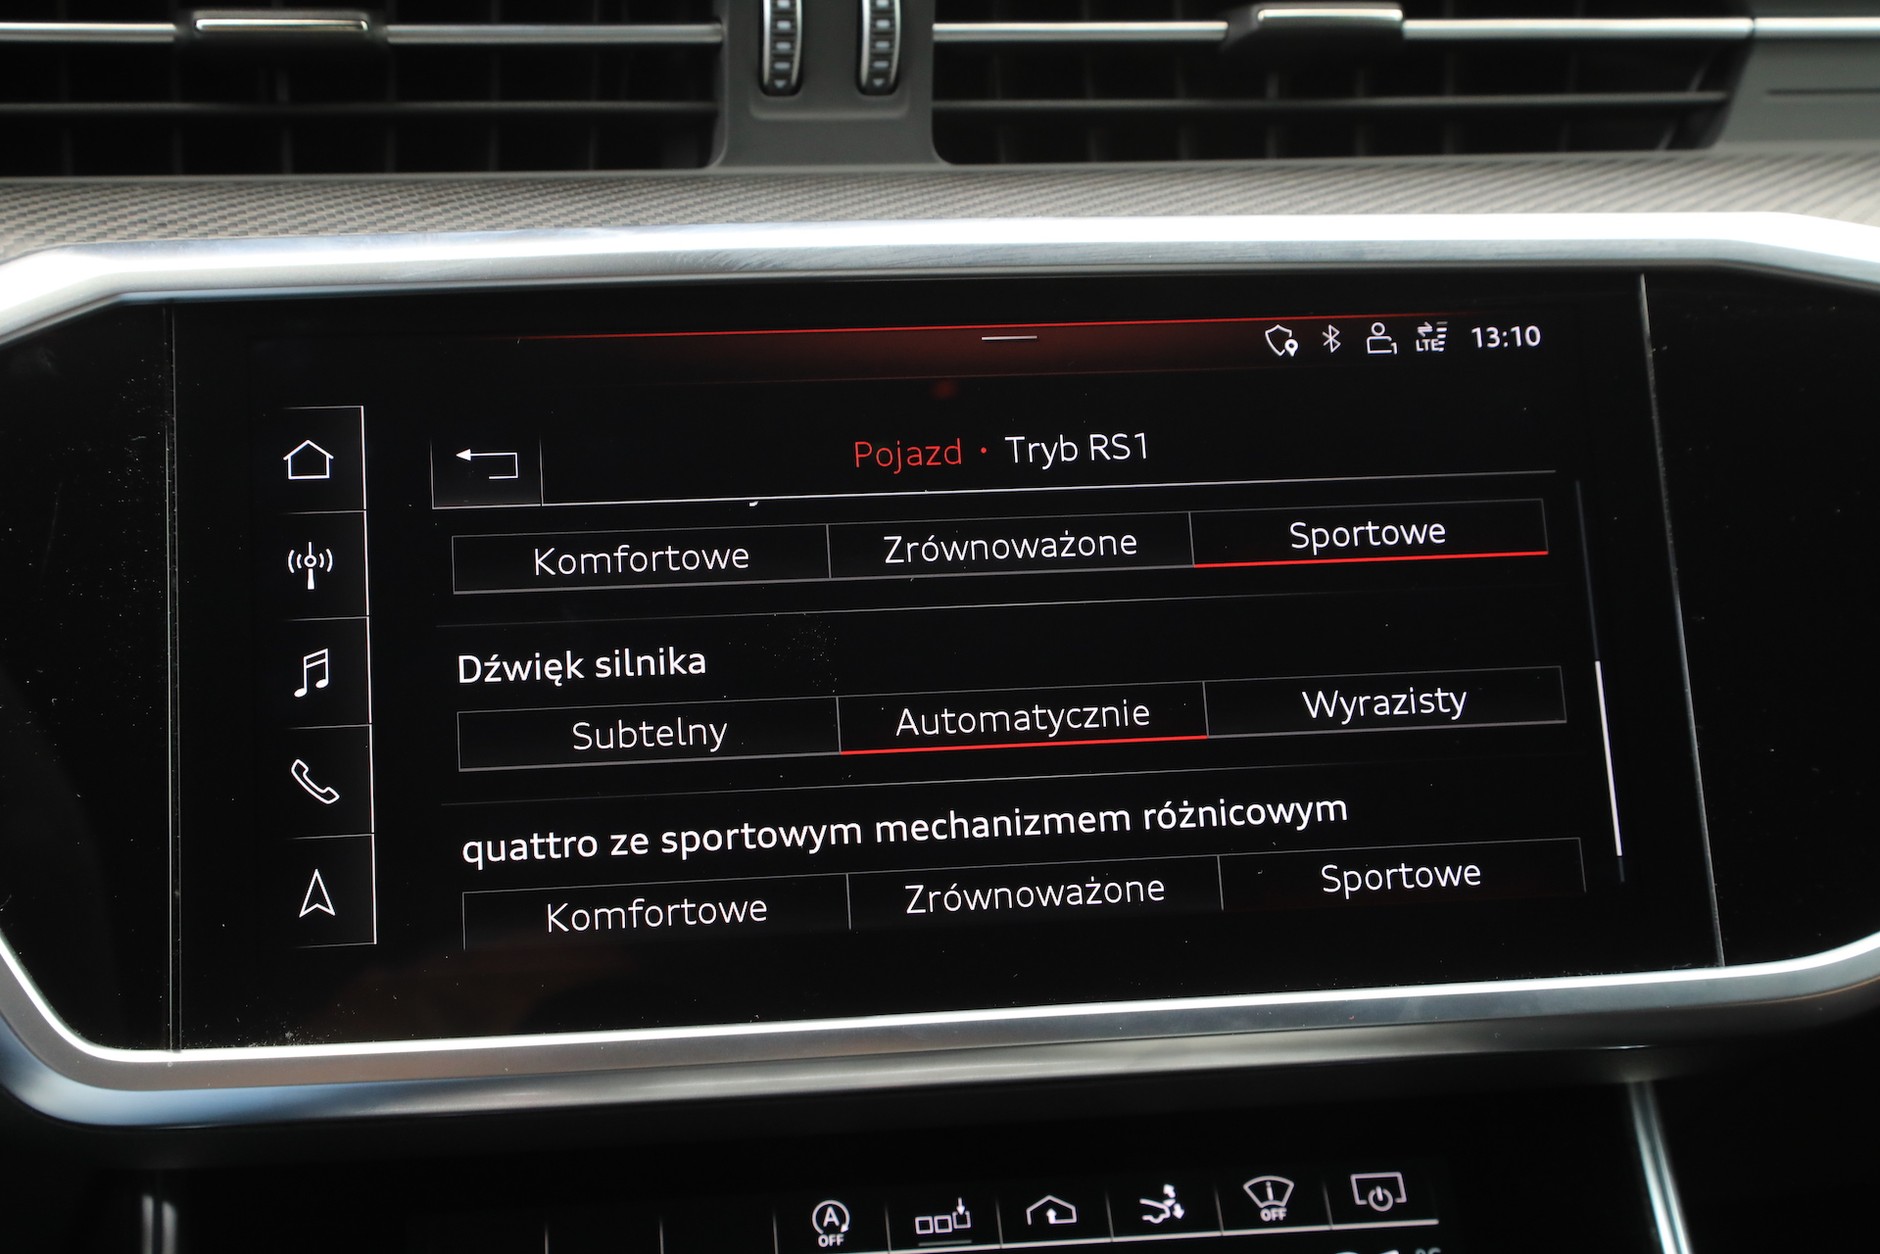 LTE 13:10
Pojazd • Tryb RS1
Komfortowe Zrównoważone Sportowe
Dźwięk silnika
Subtelny Automatycznie Wyrazisty
quattro ze sportowym mechanizmem różnicowym
Komfortowe Zrównoważone Sportowe
A OFF
OFF